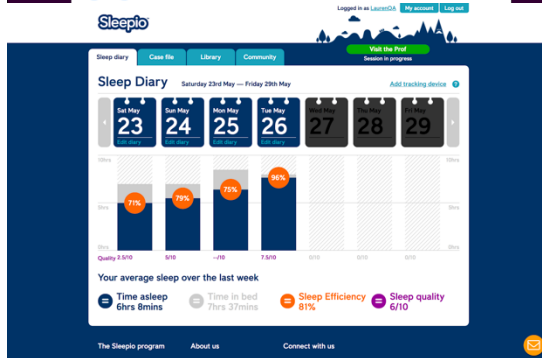 Logged in as LaurenQA My account Log out
Sleepio
Visit the Prof
Session in progress
Sleep diary Case file Library Community
Sleep Diary Saturday 23rd May — Friday 29th May Add tracking device ?
Sat May Sun May Mon May Tue May Wed May Thu May Fri May
23 24 25 26 27 28 29
Edit diary Edit diary Edit diary Edit diary
10hrs 10hrs
71% 79% 75% 96%
5hrs 5hrs
0hrs 0hrs
Quality 2.5/10 5/10 --/10 7.5/10 0/10 0/10 0/10
Your average sleep over the last week
= Time asleep = Time in bed = Sleep Efficiency = Sleep quality
6hrs 8mins 7hrs 37mins 81% 6/10
The Sleepio program About us Connect with us